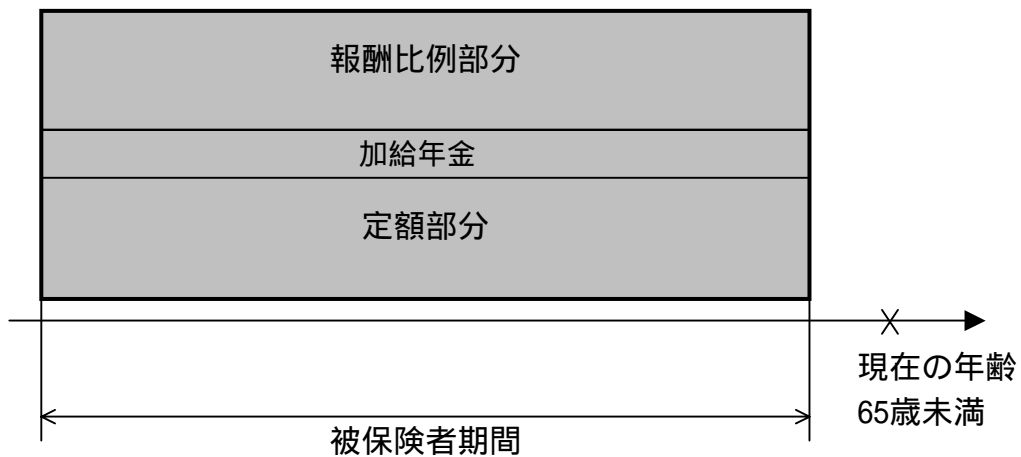 報酬比例部分
加給年金
定額部分
現在の年齢
65歳未満
被保険者期間